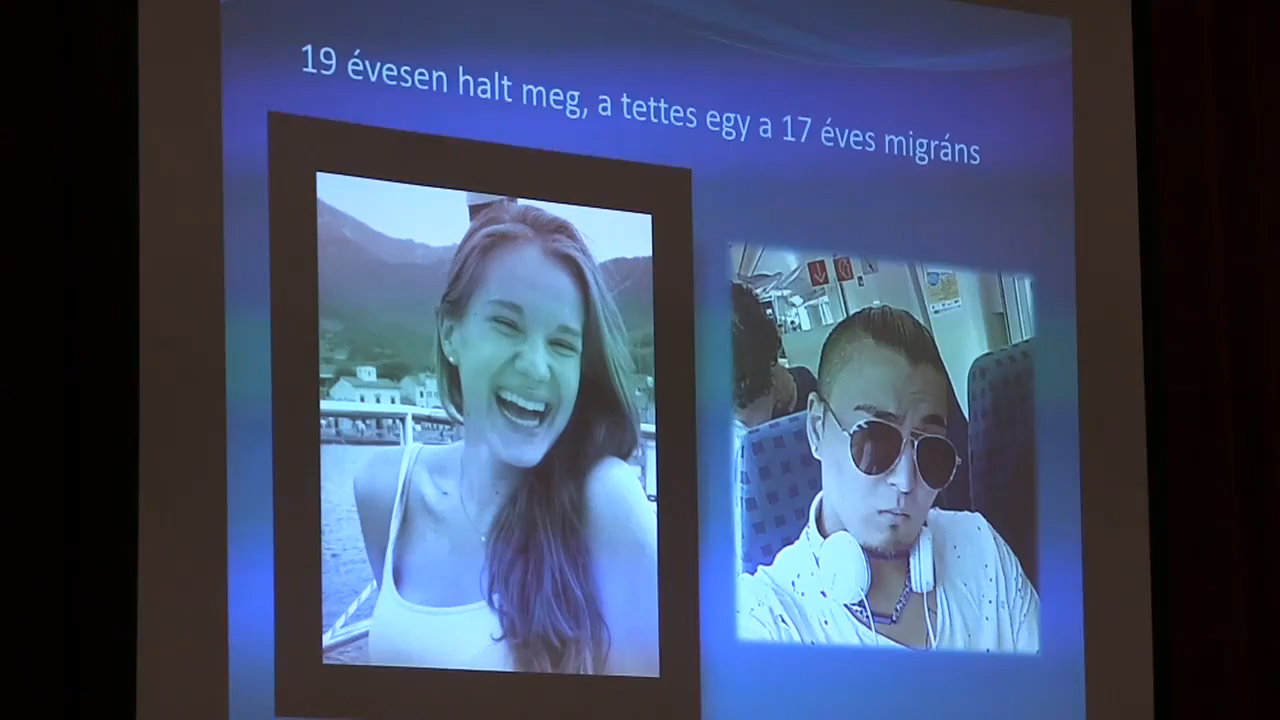 19 évesen halt meg, a tettes egy a 17 éves migráns